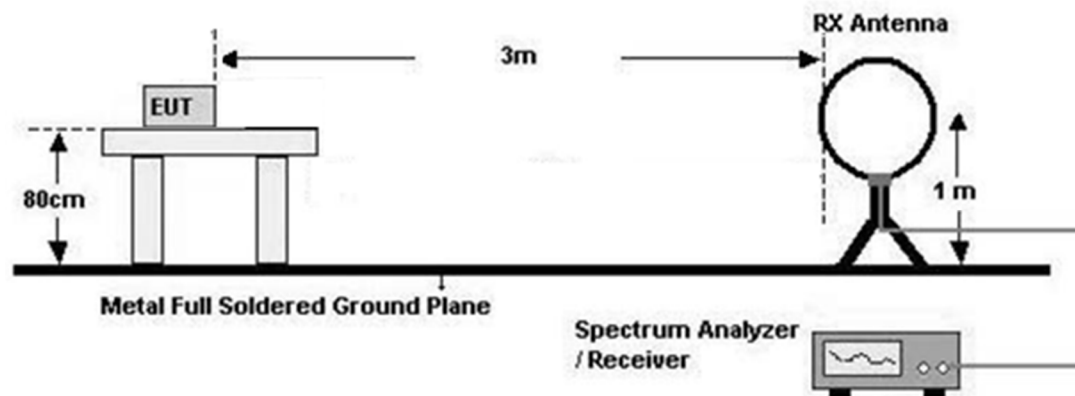 RX Antenna
3m
EUT
80cm
1 m
Metal Full Soldered Ground Plane
Spectrum Analyzer
/ Receiver